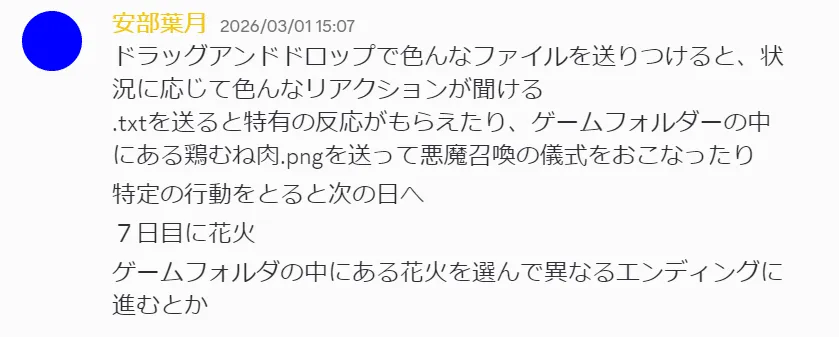 安部葉月 2026/03/01 15:07
ドラッグアンドドロップで色んなファイルを送りつけると、状
況に応じて色んなリアクションが聞ける
.txtを送ると特有の反応がもらえたり、ゲームフォルダーの中
にある鶏むね肉.pngを送って悪魔召喚の儀式をおこなったり
特定の行動をとると次の日へ
７日目に花火
ゲームフォルダの中にある花火を選んで異なるエンディングに
進むとか